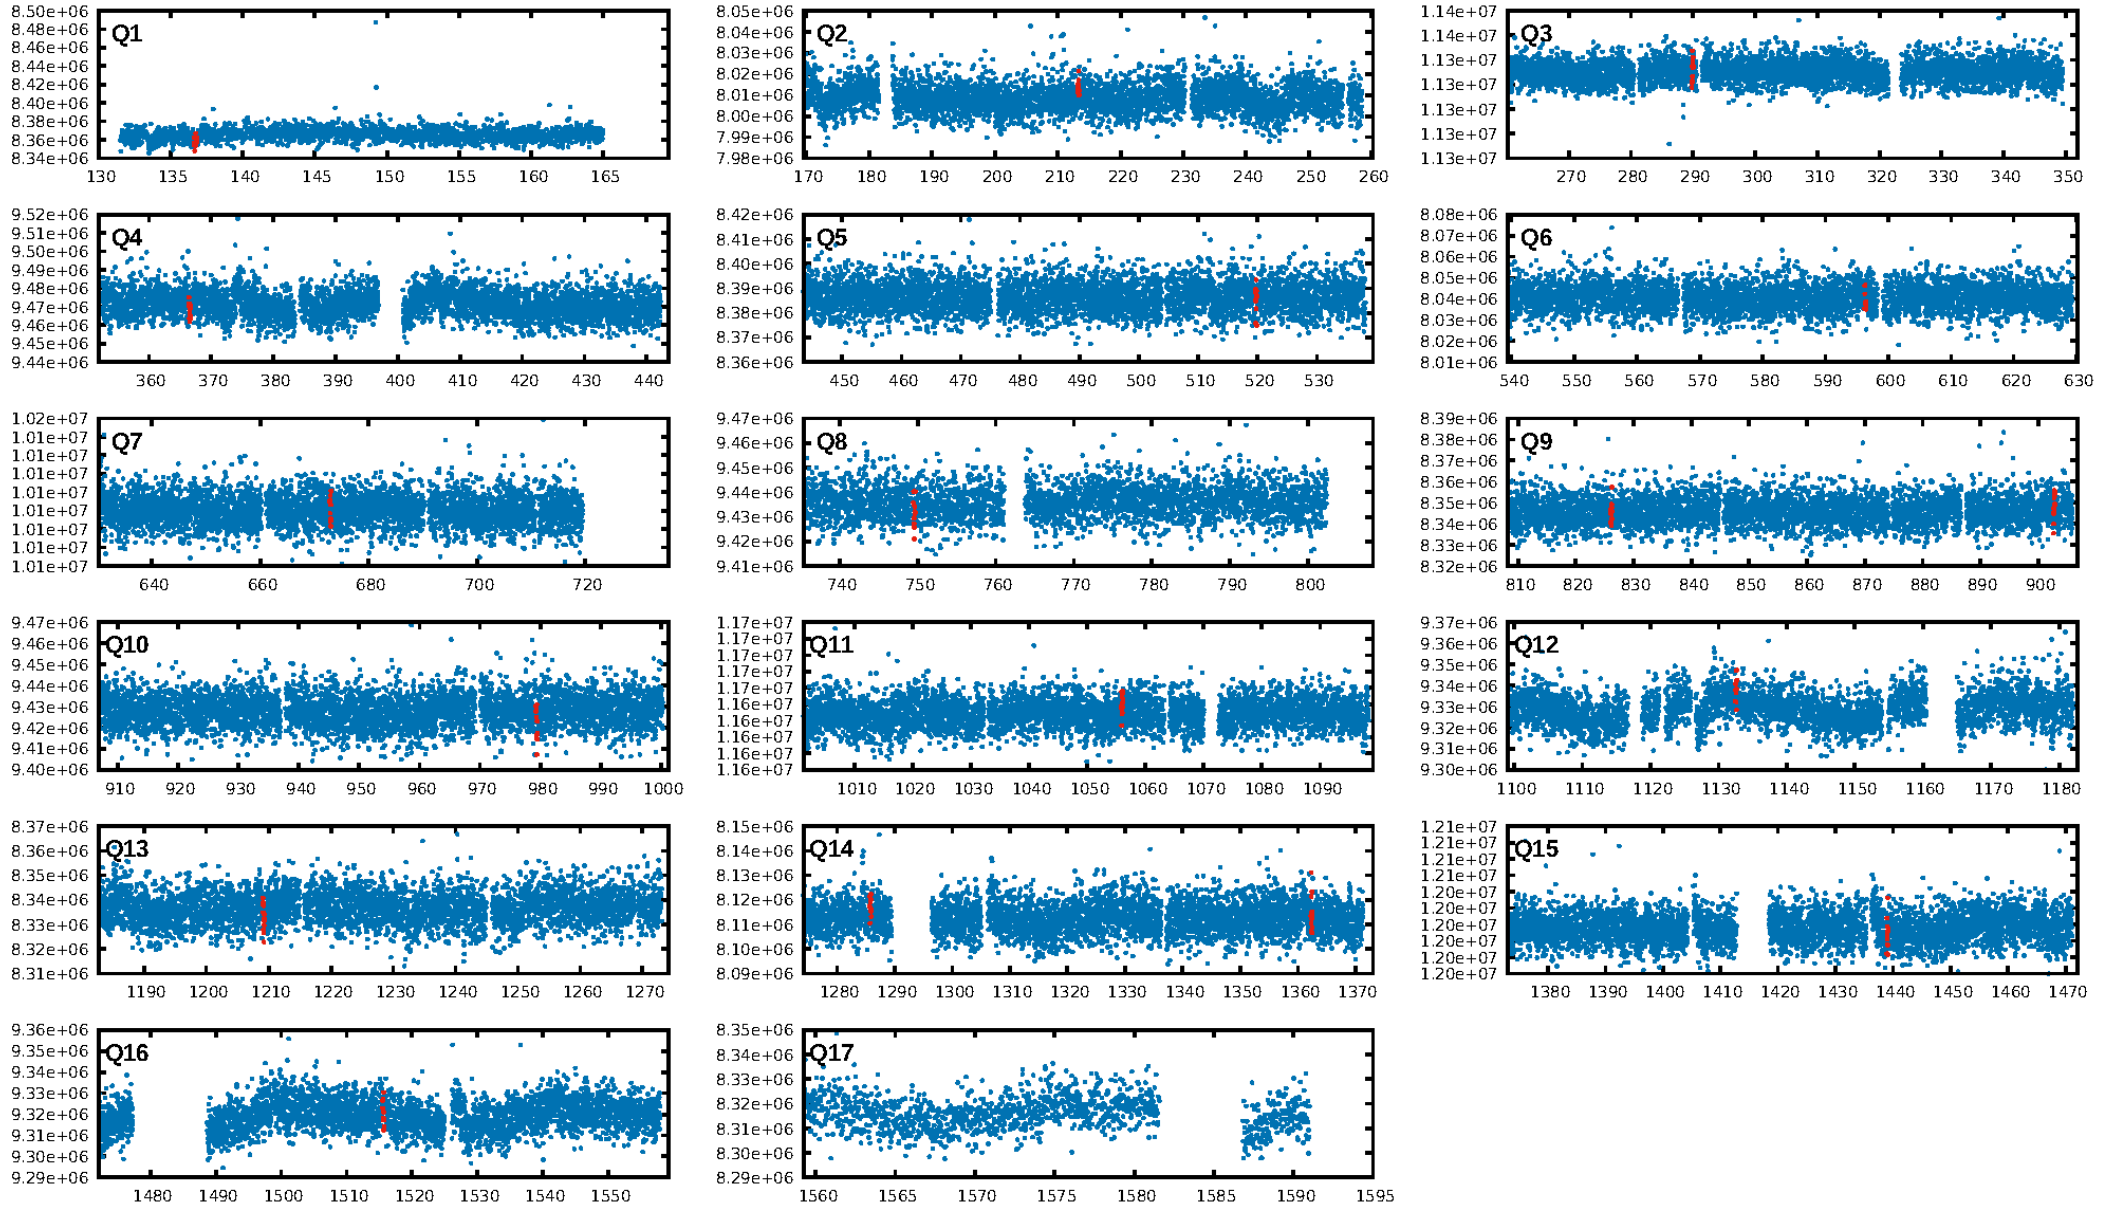 Q1
8.50e+06
8.48e+06
8.46e+06
8.44e+06
8.42e+06
8.40e+06
8.38e+06
8.36e+06
8.34e+06
130 135 140 145 150 155 160 165
Q2
8.05e+06
8.04e+06
8.03e+06
8.02e+06
8.01e+06
8.00e+06
7.99e+06
7.98e+06
170 180 190 200 210 220 230 240 250 260
Q3
1.14e+07
1.14e+07
1.13e+07
1.13e+07
1.13e+07
1.13e+07
1.13e+07
270 280 290 300 310 320 330 340 350
Q4
9.52e+06
9.51e+06
9.50e+06
9.49e+06
9.48e+06
9.47e+06
9.46e+06
9.45e+06
9.44e+06
360 370 380 390 400 410 420 430 440
Q5
8.42e+06
8.41e+06
8.40e+06
8.39e+06
8.38e+06
8.37e+06
8.36e+06
450 460 470 480 490 500 510 520 530
Q6
8.08e+06
8.07e+06
8.06e+06
8.05e+06
8.04e+06
8.03e+06
8.02e+06
8.01e+06
540 550 560 570 580 590 600 610 620 630
Q7
1.02e+07
1.01e+07
1.01e+07
1.01e+07
1.01e+07
1.01e+07
1.01e+07
1.01e+07
1.01e+07
640 660 680 700 720
Q8
9.47e+06
9.46e+06
9.45e+06
9.44e+06
9.43e+06
9.42e+06
9.41e+06
740 750 760 770 780 790 800
Q9
8.39e+06
8.38e+06
8.37e+06
8.36e+06
8.35e+06
8.34e+06
8.33e+06
8.32e+06
810 820 830 840 850 860 870 880 890 900
Q10
9.47e+06
9.46e+06
9.45e+06
9.44e+06
9.43e+06
9.42e+06
9.41e+06
9.40e+06
910 920 930 940 950 960 970 980 990 1000
Q11
1.17e+07
1.17e+07
1.17e+07
1.17e+07
1.17e+07
1.16e+07
1.16e+07
1.16e+07
1.16e+07
1.16e+07
1010 1020 1030 1040 1050 1060 1070 1080 1090
Q12
9.37e+06
9.36e+06
9.35e+06
9.34e+06
9.33e+06
9.32e+06
9.31e+06
9.30e+06
1100 1110 1120 1130 1140 1150 1160 1170 1180
Q13
8.37e+06
8.36e+06
8.35e+06
8.34e+06
8.33e+06
8.32e+06
8.31e+06
1190 1200 1210 1220 1230 1240 1250 1260 1270
Q14
8.15e+06
8.14e+06
8.13e+06
8.12e+06
8.11e+06
8.10e+06
8.09e+06
1280 1290 1300 1310 1320 1330 1340 1350 1360 1370
Q15
1.21e+07
1.21e+07
1.21e+07
1.20e+07
1.20e+07
1.20e+07
1.20e+07
1.20e+07
1.20e+07
1.20e+07
1380 1390 1400 1410 1420 1430 1440 1450 1460 1470
Q16
9.36e+06
9.35e+06
9.34e+06
9.33e+06
9.32e+06
9.31e+06
9.30e+06
9.29e+06
1480 1490 1500 1510 1520 1530 1540 1550
Q17
8.35e+06
8.34e+06
8.33e+06
8.32e+06
8.31e+06
8.30e+06
8.29e+06
1560 1565 1570 1575 1580 1585 1590 1595